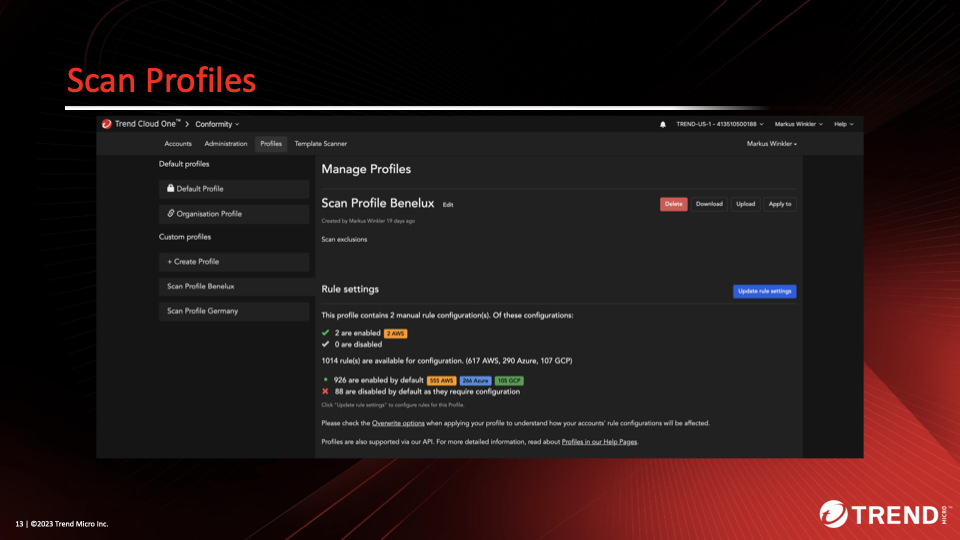 Scan Profiles
Trend Cloud One™ > Conformity
TREND-US-1 - 413510500188 Markus Winkler Help
Accounts Administration Profiles Template Scanner Markus Winkler
Default profiles
Default Profile
Organisation Profile
Custom profiles
+ Create Profile
Scan Profile Benelux
Scan Profile Germany
Manage Profiles
Scan Profile Benelux Edit
Delete Download Upload Apply to
Created by Markus Winkler 19 days ago
Scan exclusions
Rule settings
Update rule settings
This profile contains 2 manual rule configuration(s). Of these configurations:
2 are enabled 2 AWS
0 are disabled
1014 rule(s) are available for configuration. (617 AWS, 290 Azure, 107 GCP)
926 are enabled by default 555 AWS 266 Azure 105 GCP
88 are disabled by default as they require configuration
Click "Update rule settings" to configure rules for this Profile.
Please check the Overwrite options when applying your profile to understand how your accounts' rule configurations will be affected.
Profiles are also supported via our API. For more detailed information, read about Profiles in our Help Pages.
13 | ©2023 Trend Micro Inc.
TREND MICRO